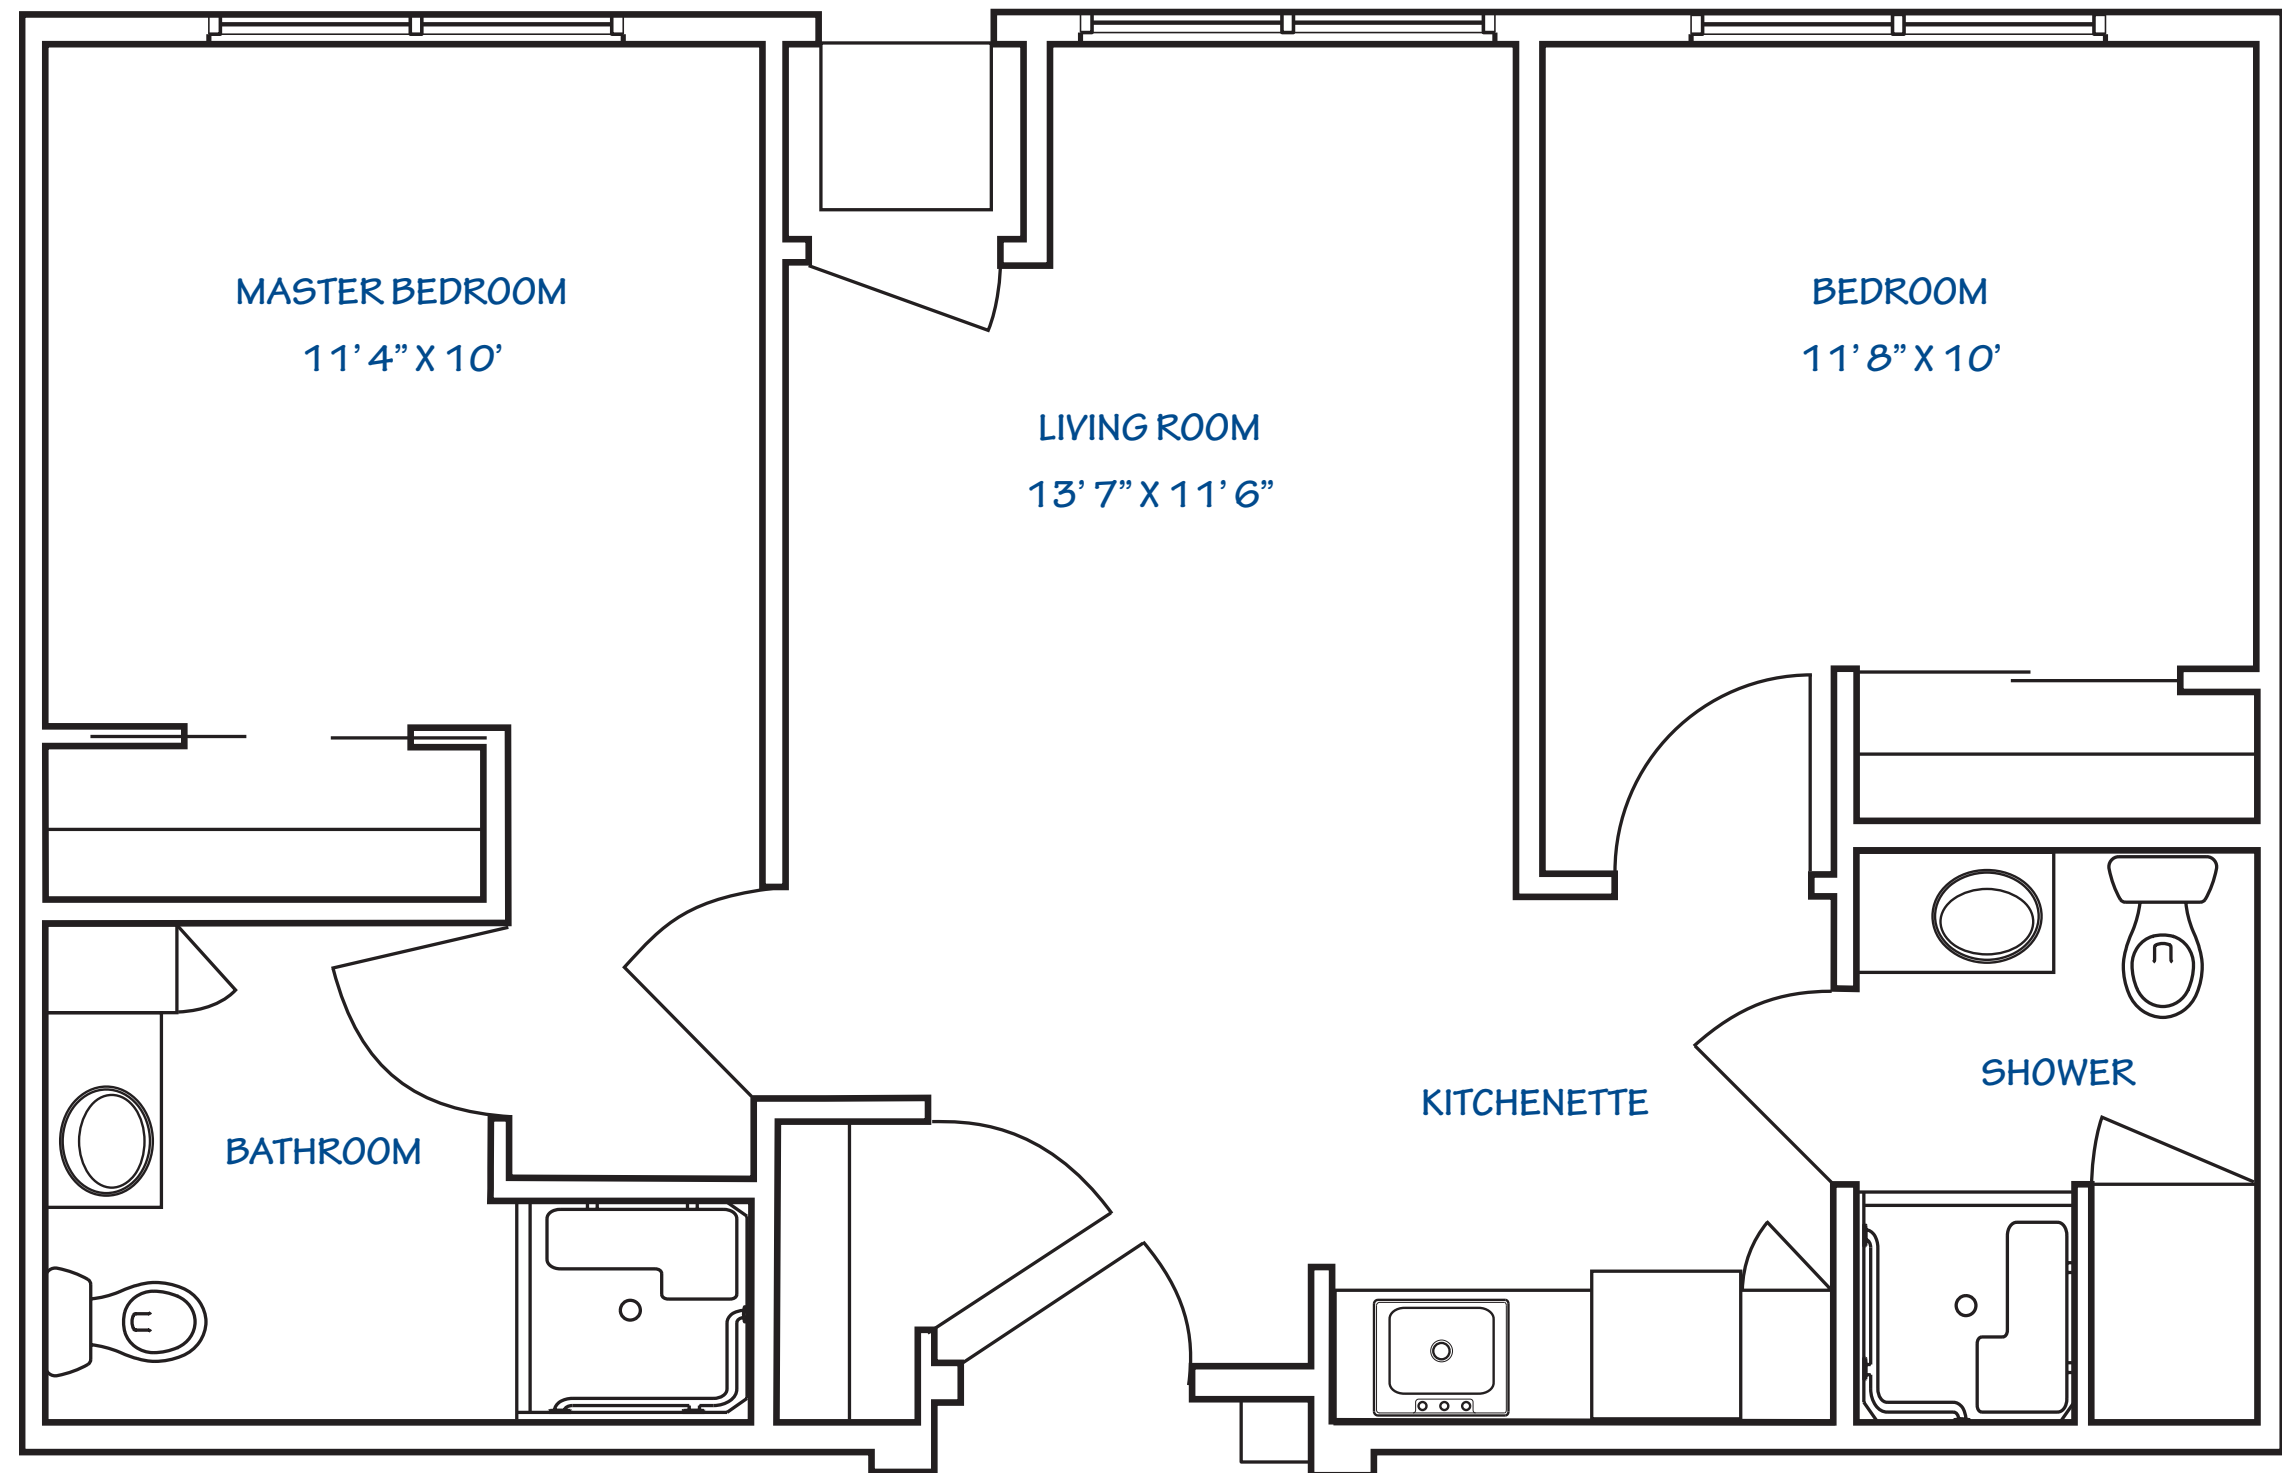 MASTER BEDROOM
11’ 4” X 10’
BEDROOM
11’ 8” X 10’
LIVING ROOM
13’ 7” X 11’ 6”
SHOWER
KITCHENETTE
BATHROOM